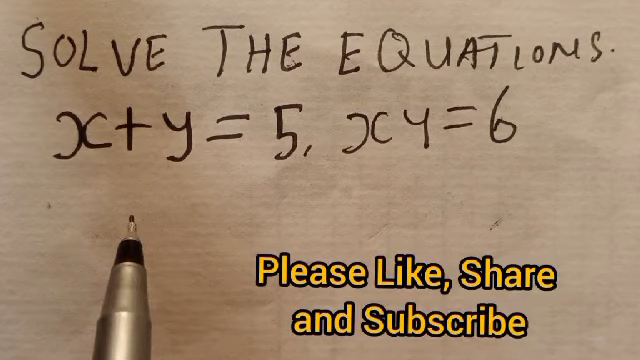 SOLVE THE EQUATIONS.
x+y=5, xy=6
Please Like, Share
and Subscribe